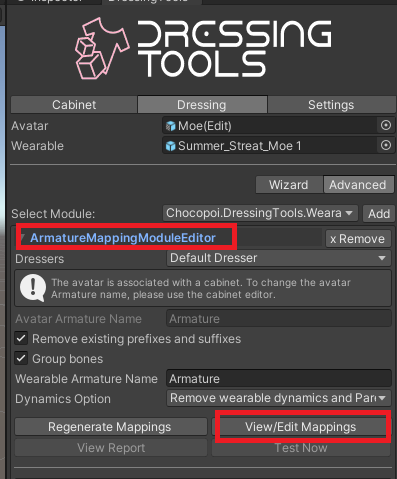 Inspector
DressingTools
DRESSING
TOOLS
Cabinet Dressing Settings
Avatar Moe(Edit)
Wearable Summer_Streat_Moe 1
Wizard Advanced
Select Module: Chocopoi.DressingTools.Weara Add
ArmatureMappingModuleEditor x Remove
Dressers Default Dresser
The avatar is associated with a cabinet. To change the avatar
Armature name, please use the cabinet editor.
Avatar Armature Name Armature
Remove existing prefixes and suffixes
Group bones
Wearable Armature Name Armature
Dynamics Option Remove wearable dynamics and Pare
Regenerate Mappings View/Edit Mappings
View Report Test Now